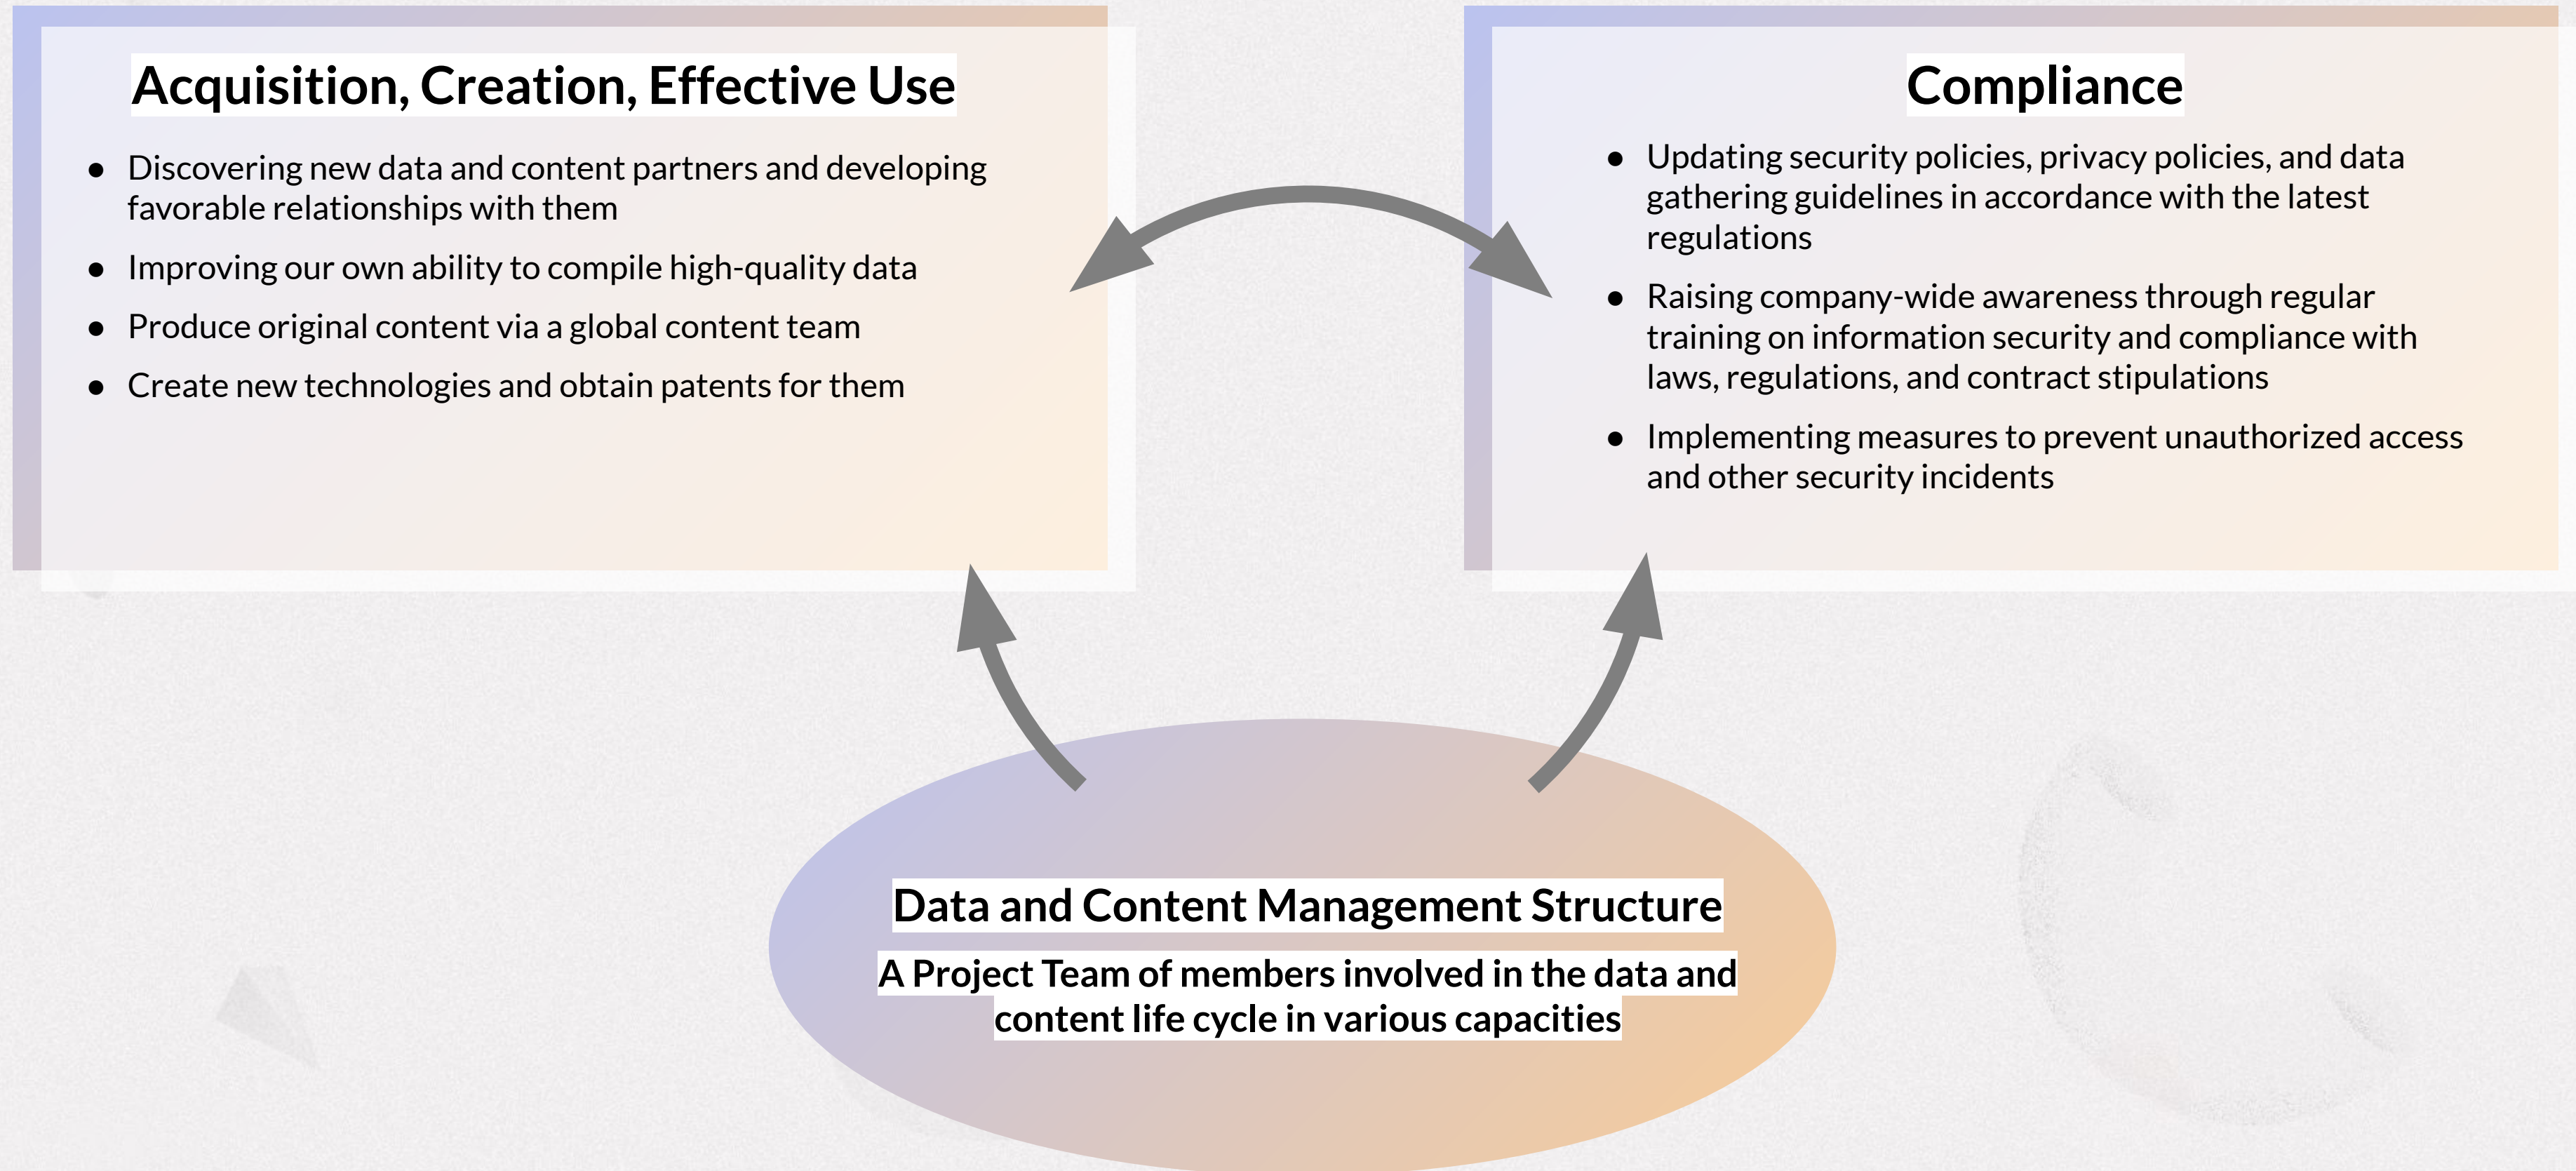 Acquisition, Creation, Effective Use
● Discovering new data and content partners and developing
favorable relationships with them
● Improving our own ability to compile high-quality data
● Produce original content via a global content team
● Create new technologies and obtain patents for them
Compliance
● Updating security policies, privacy policies, and data
gathering guidelines in accordance with the latest
regulations
● Raising company-wide awareness through regular
training on information security and compliance with
laws, regulations, and contract stipulations
● Implementing measures to prevent unauthorized access
and other security incidents
Data and Content Management Structure
A Project Team of members involved in the data and
content life cycle in various capacities